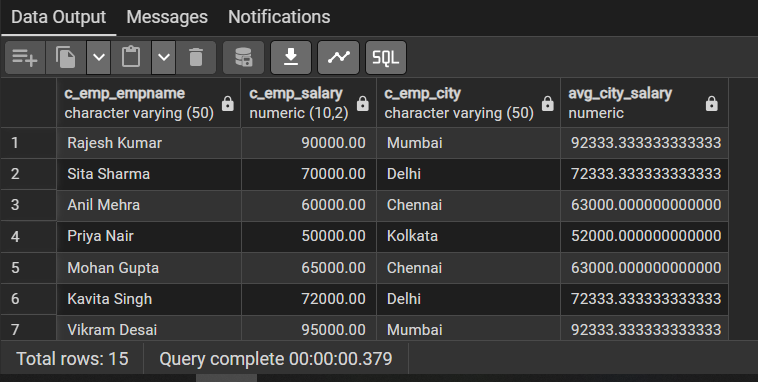 Data Output Messages Notifications
SQL
c_emp_empname c_emp_salary c_emp_city avg_city_salary
character varying (50) numeric (10,2) character varying (50) numeric
1 Rajesh Kumar 90000.00 Mumbai 92333.333333333333
2 Sita Sharma 70000.00 Delhi 72333.333333333333
3 Anil Mehra 60000.00 Chennai 63000.000000000000
4 Priya Nair 50000.00 Kolkata 52000.000000000000
5 Mohan Gupta 65000.00 Chennai 63000.000000000000
6 Kavita Singh 72000.00 Delhi 72333.333333333333
7 Vikram Desai 95000.00 Mumbai 92333.333333333333
Total rows: 15 Query complete 00:00:00.379